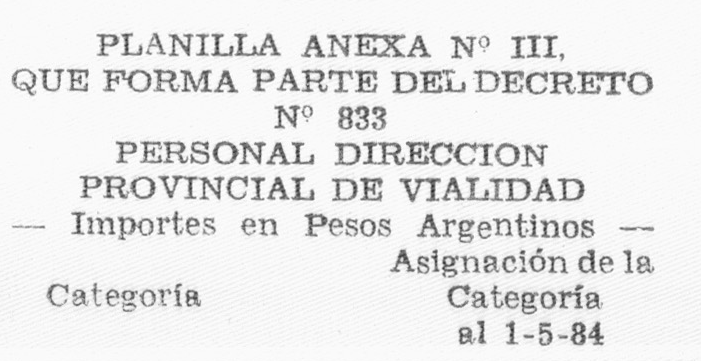 PLANILLA ANEXA Nº III,
QUE FORMA PARTE DEL DECRETO
Nº 833
PERSONAL DIRECCION
PROVINCIAL DE VIALIDAD
— Importes en Pesos Argentinos —
Asignación de la
Categoría Categoría
al 1-5-84